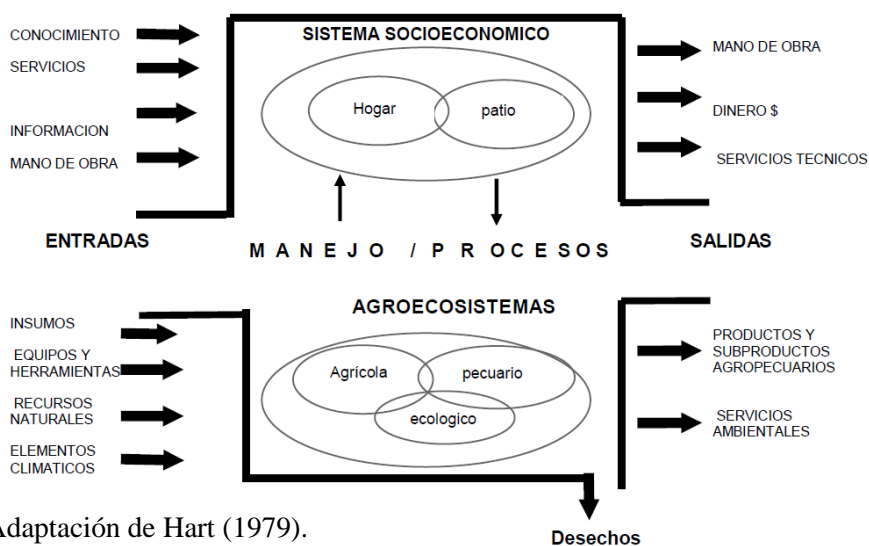 CONOCIMIENTO
SERVICIOS
INFORMACION
MANO DE OBRA
ENTRADAS
SISTEMA SOCIOECONOMICO
Hogar
patio
MANO DE OBRA
DINERO $
SERVICIOS TECNICOS
SALIDAS
MANEJO / PROCESOS
INSUMOS
EQUIPOS Y
HERRAMIENTAS
RECURSOS
NATURALES
ELEMENTOS
CLIMATICOS
AGROECOSISTEMAS
Agrícola
pecuario
ecologico
PRODUCTOS Y
SUBPRODUCTOS
AGROPECUARIOS
SERVICIOS
AMBIENTALES
Desechos
Adaptación de Hart (1979).